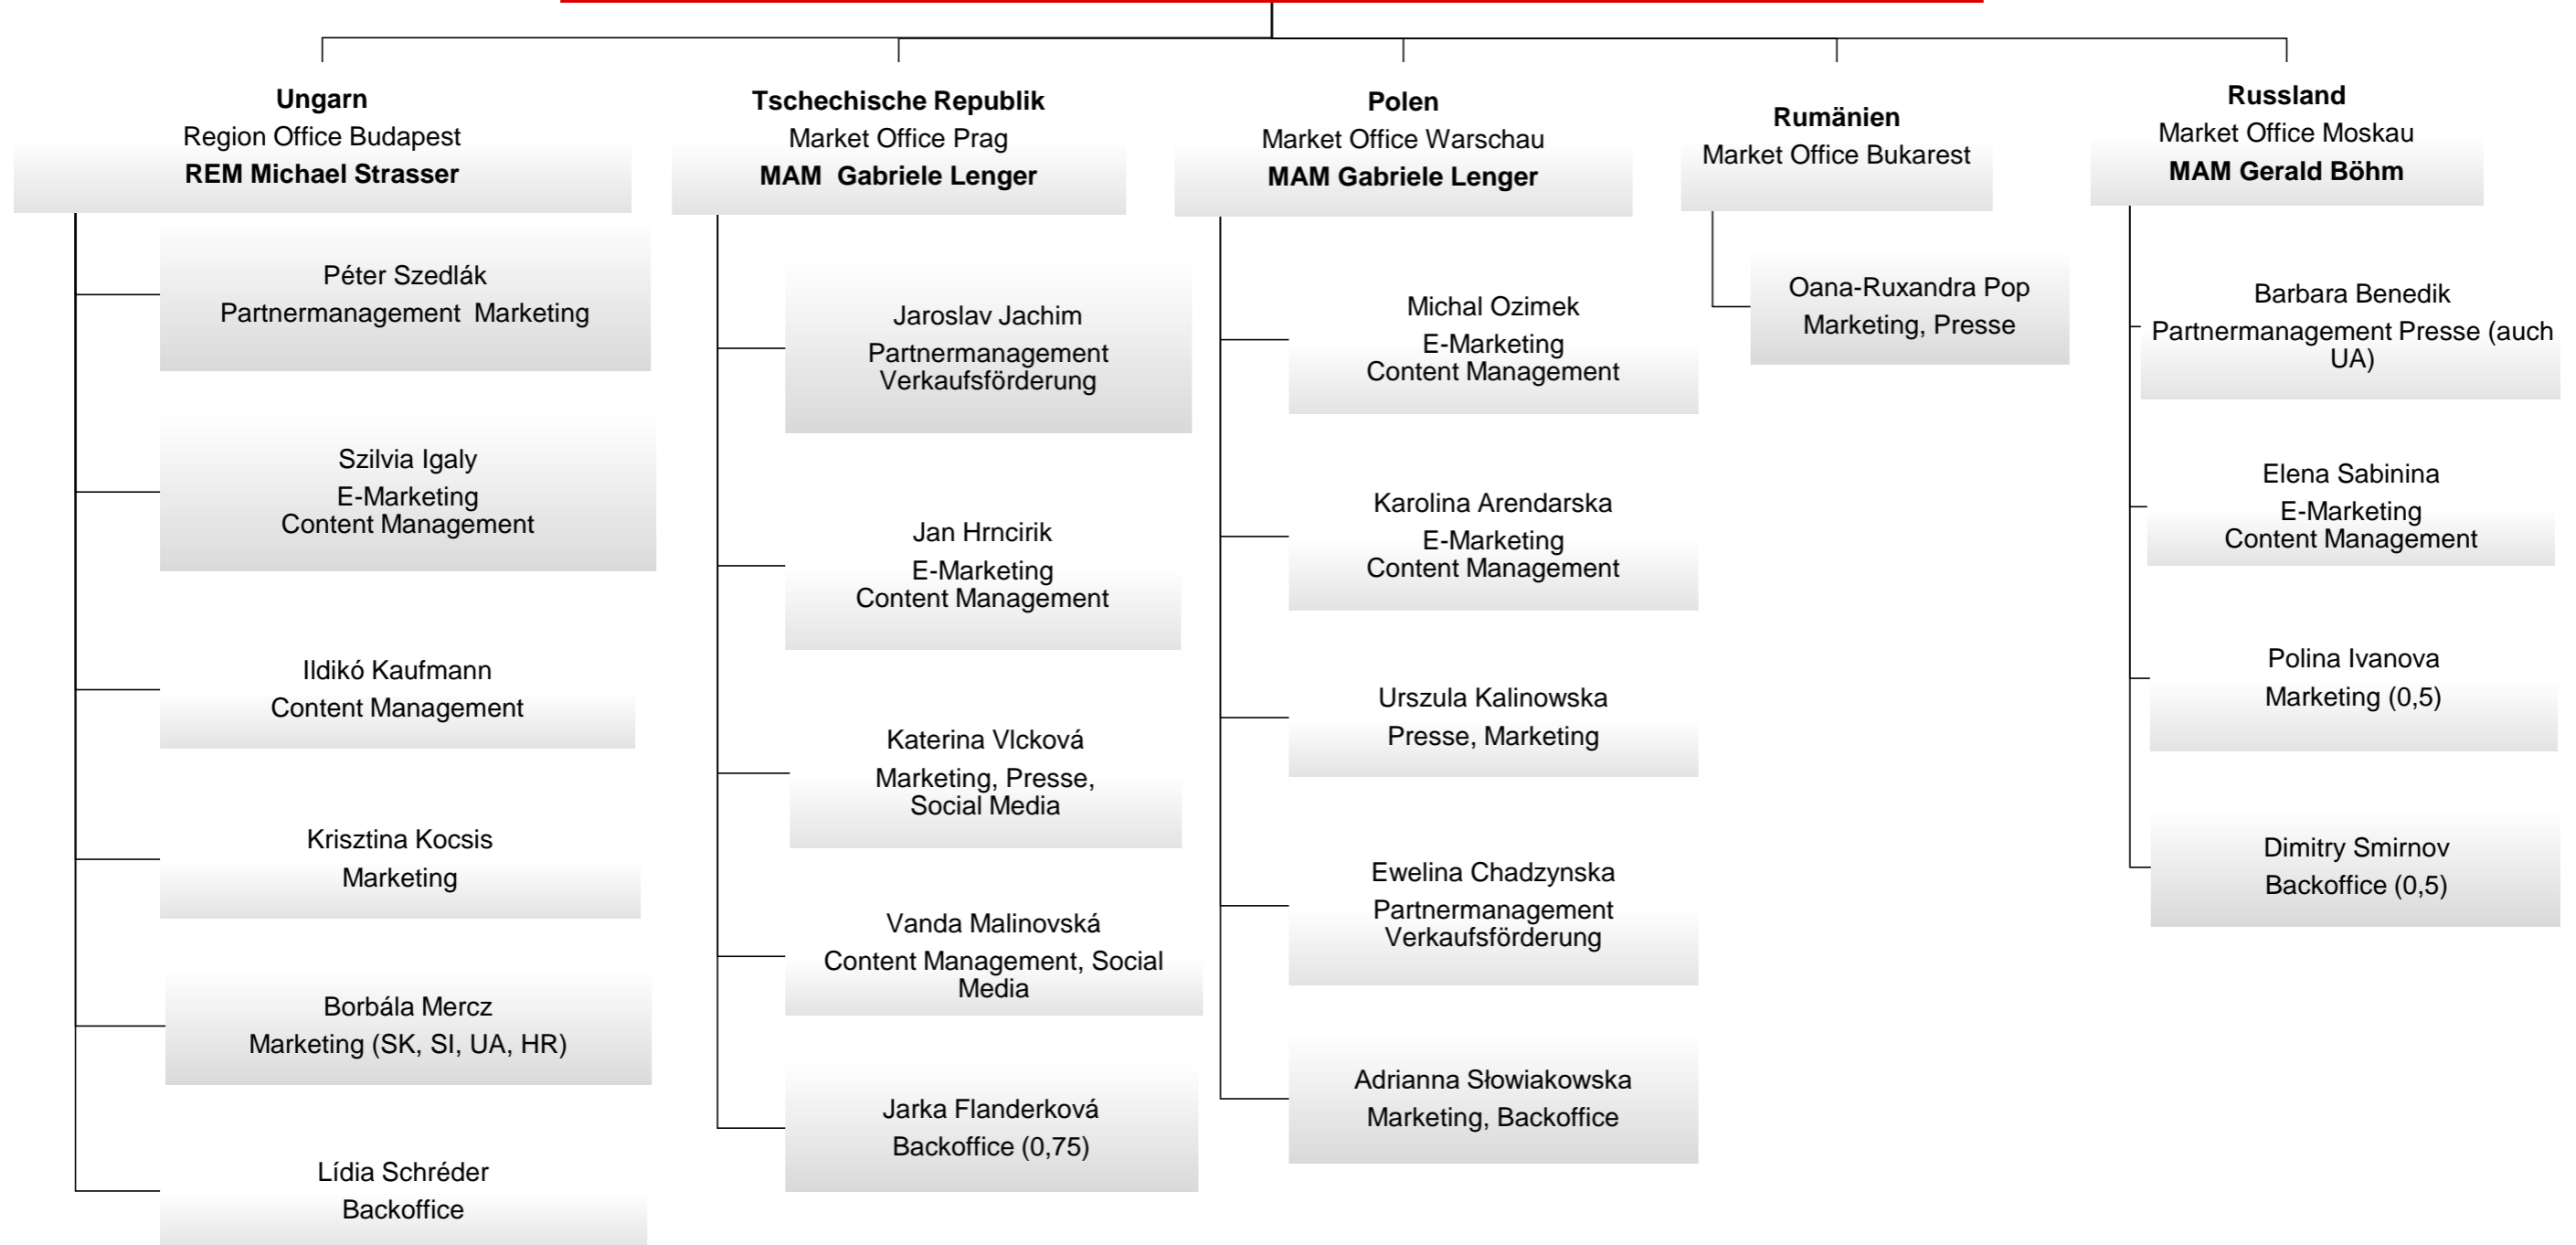 Ungarn
Region Office Budapest
REM Michael Strasser
Péter Szedlák
Partnermanagement  Marketing
Szilvia Igaly
E-Marketing
Content Management
Ildikó Kaufmann
Content Management
Krisztina Kocsis
Marketing
Borbála Mercz
Marketing (SK, SI, UA, HR)
Lídia Schréder
Backoffice
Tschechische Republik
Market Office Prag
MAM  Gabriele Lenger
Jaroslav Jachim
Partnermanagement
Verkaufsförderung
Jan Hrncirik
E-Marketing
Content Management
Katerina Vlcková
Marketing, Presse,
Social Media
Vanda Malinovská
Content Management, Social
Media
Jarka Flanderková
Backoffice (0,75)
Polen
Market Office Warschau
MAM Gabriele Lenger
Michal Ozimek
E-Marketing
Content Management
Karolina Arendarska
E-Marketing
Content Management
Urszula Kalinowska
Presse, Marketing
Ewelina Chadzynska
Partnermanagement
Verkaufsförderung
Adrianna Słowiakowska
Marketing, Backoffice
Rumänien
Market Office Bukarest
Oana-Ruxandra Pop
Marketing, Presse
Russland
Market Office Moskau
MAM Gerald Böhm
Barbara Benedik
Partnermanagement Presse (auch
UA)
Elena Sabinina
E-Marketing
Content Management
Polina Ivanova
Marketing (0,5)
Dimitry Smirnov
Backoffice (0,5)